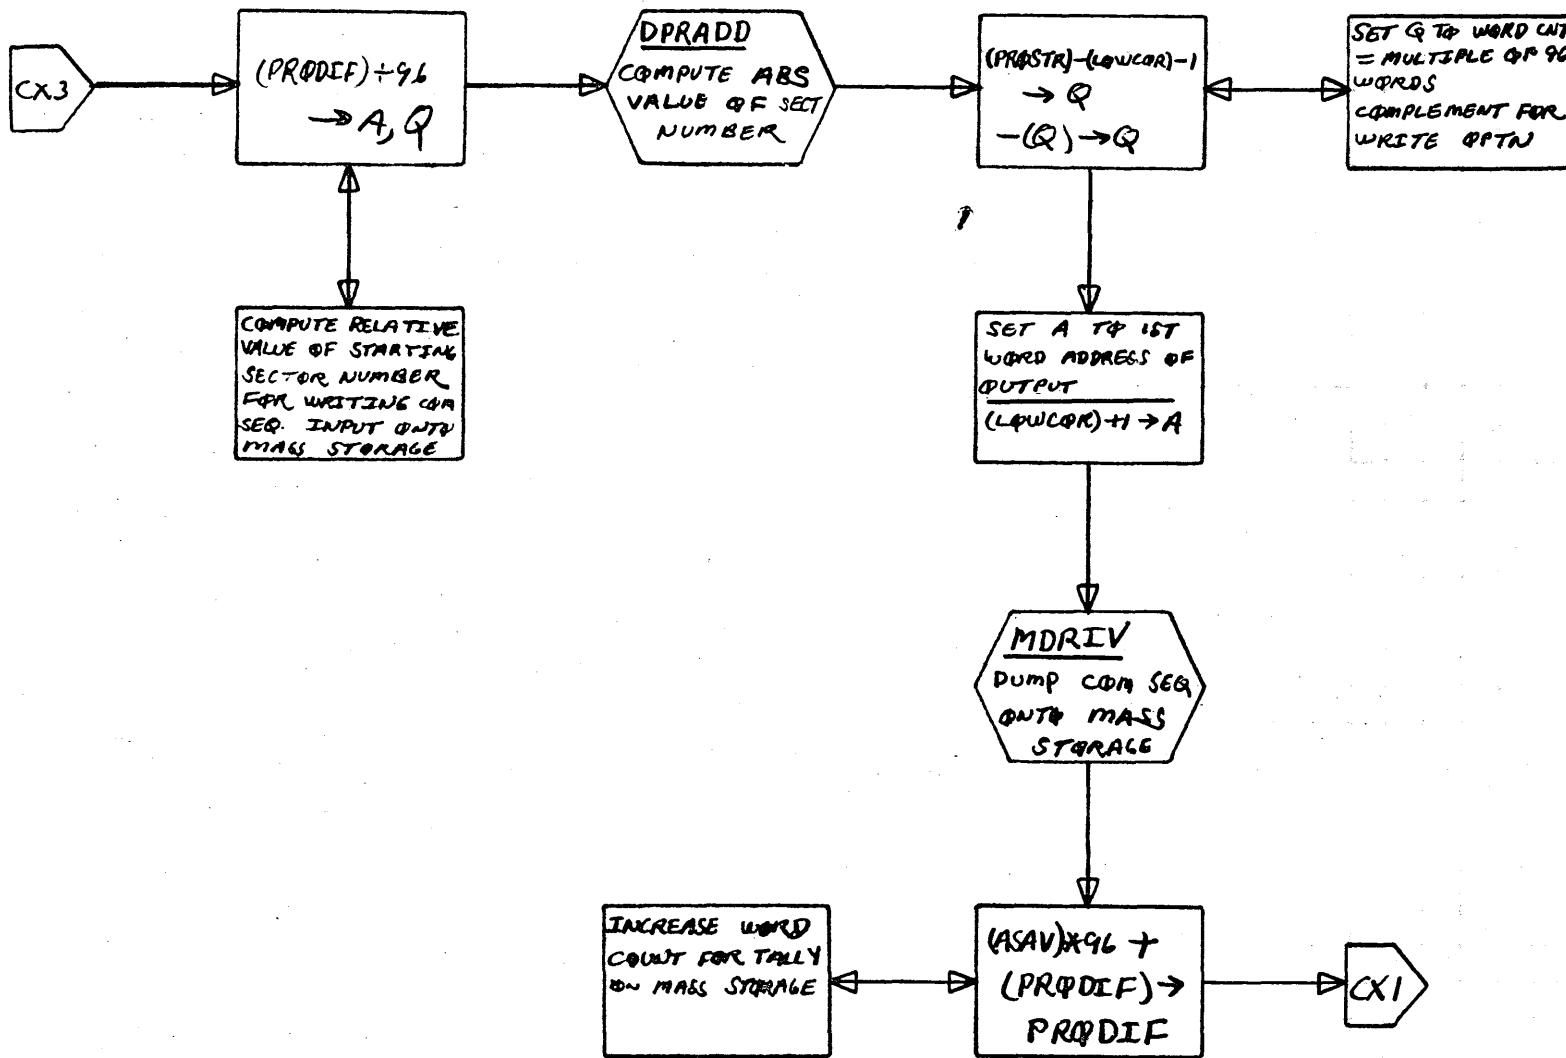 CX3
(PRODIF)÷96
→ A, Q
DPRADD
COMPUTE ABS
VALUE OF SECT
NUMBER
(PROSTR)-(LOWCOR)-1
→ Q
-(Q) → Q
SET Q TO WORD CNT
= MULTIPLE OF 96
WORDS
COMPLEMENT FOR
WRITE OPTN
COMPUTE RELATIVE
VALUE OF STARTING
SECTOR NUMBER
FOR WRITING COM
SEQ. INPUT ONTO
MASS STORAGE
SET A TO 1ST
WORD ADDRESS OF
OUTPUT
(LOWCOR)+1→A
MDRIV
DUMP COM SEQ
ONTO MASS
STORAGE
INCREASE WORD
COUNT FOR TALLY
ON MASS STORAGE
(ASAV)*96 +
(PRODIF)→
PRODIF
CX1